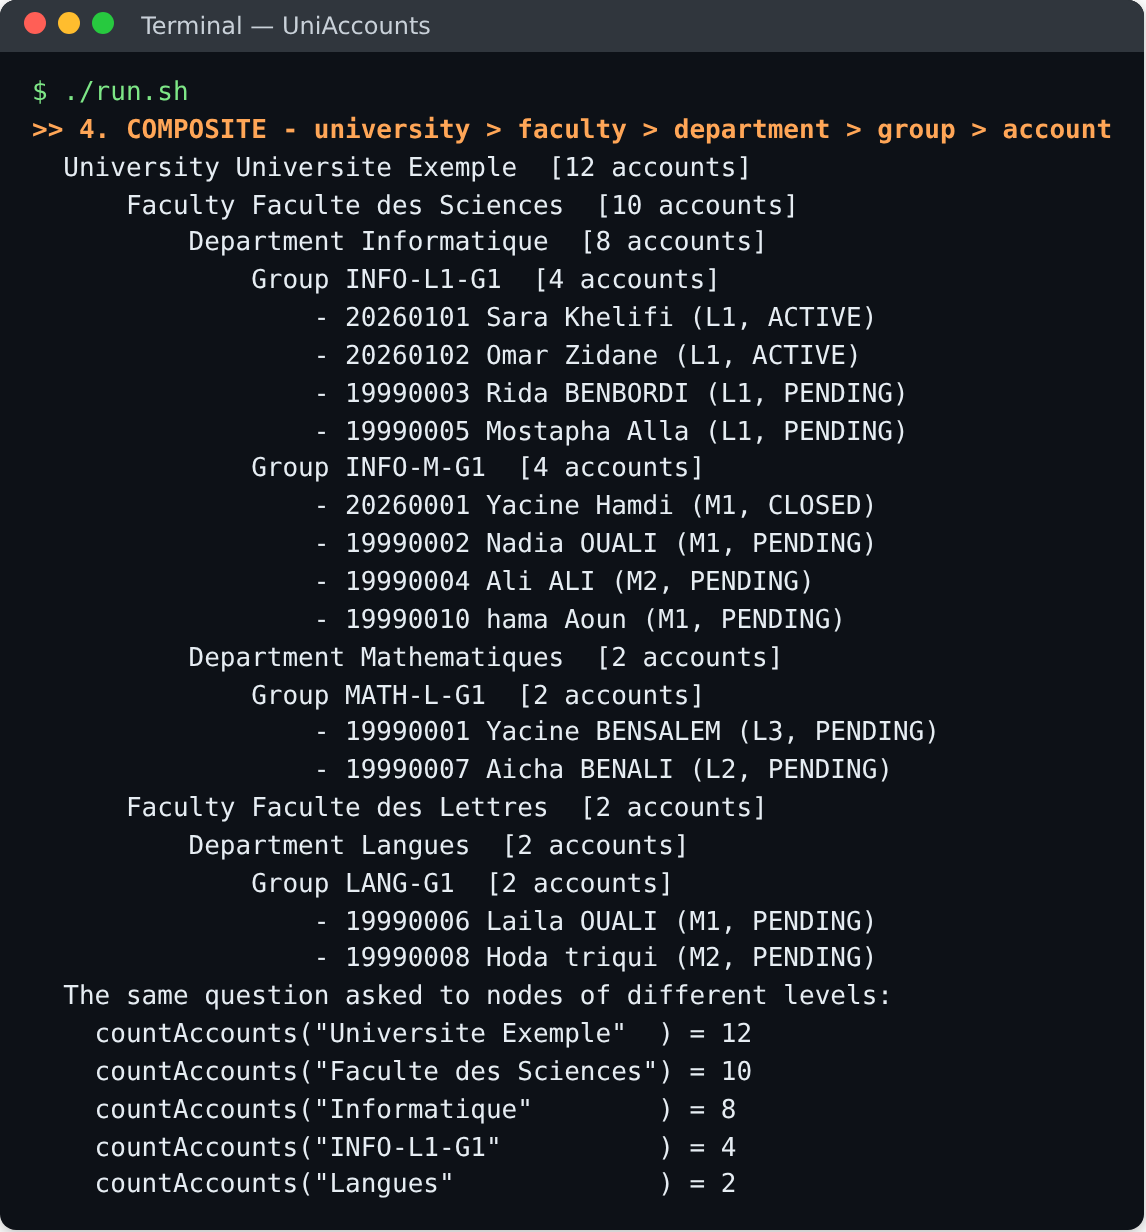 Terminal — UniAccounts
$ ./run.sh
>> 4. COMPOSITE - university > faculty > department > group > account
University Universite Exemple  [12 accounts]
Faculty Faculte des Sciences  [10 accounts]
Department Informatique  [8 accounts]
Group INFO-L1-G1  [4 accounts]
- 20260101 Sara Khelifi (L1, ACTIVE)
- 20260102 Omar Zidane (L1, ACTIVE)
- 19990003 Rida BENBORDI (L1, PENDING)
- 19990005 Mostapha Alla (L1, PENDING)
Group INFO-M-G1  [4 accounts]
- 20260001 Yacine Hamdi (M1, CLOSED)
- 19990002 Nadia OUALI (M1, PENDING)
- 19990004 Ali ALI (M2, PENDING)
- 19990010 hama Aoun (M1, PENDING)
Department Mathematiques  [2 accounts]
Group MATH-L-G1  [2 accounts]
- 19990001 Yacine BENSALEM (L3, PENDING)
- 19990007 Aicha BENALI (L2, PENDING)
Faculty Faculte des Lettres  [2 accounts]
Department Langues  [2 accounts]
Group LANG-G1  [2 accounts]
- 19990006 Laila OUALI (M1, PENDING)
- 19990008 Hoda triqui (M2, PENDING)
The same question asked to nodes of different levels:
countAccounts("Universite Exemple"  ) = 12
countAccounts("Faculte des Sciences") = 10
countAccounts("Informatique"        ) = 8
countAccounts("INFO-L1-G1"          ) = 4
countAccounts("Langues"             ) = 2